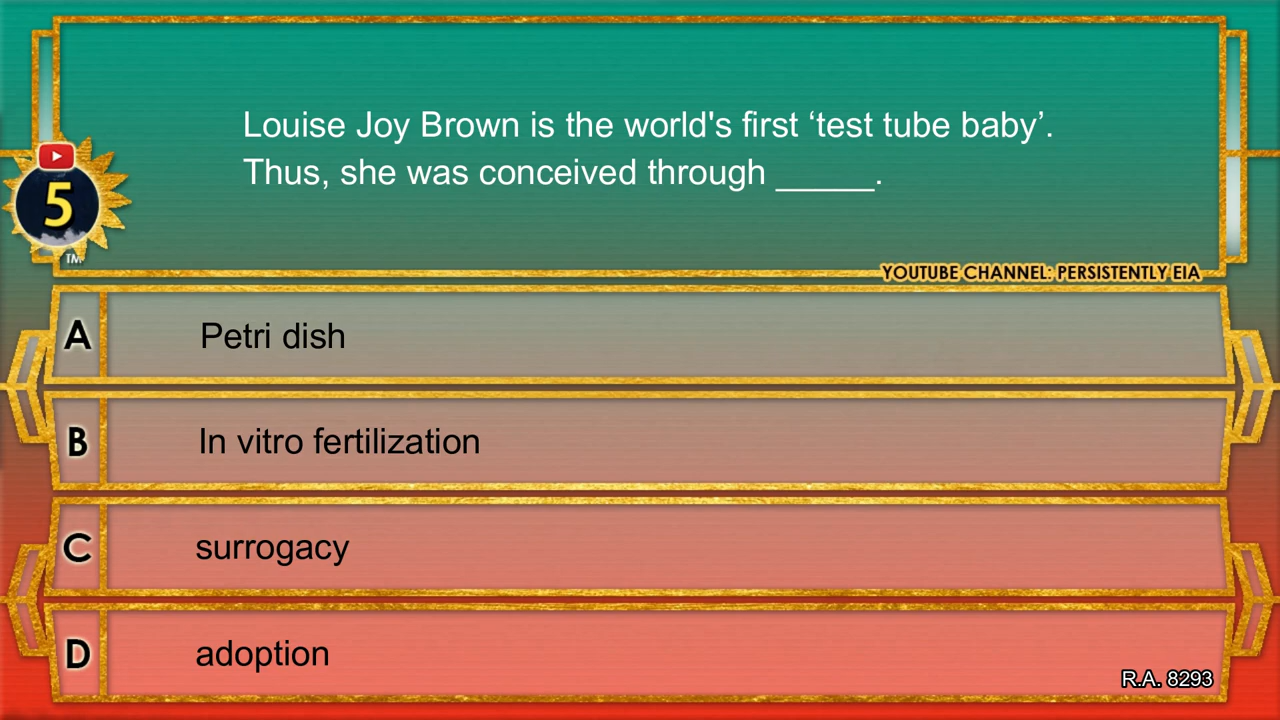 Louise Joy Brown is the world's first ‘test tube baby’.
Thus, she was conceived through _____.
5
TM
YOUTUBE CHANNEL: PERSISTENTLY EIA
A
Petri dish
B
In vitro fertilization
C
surrogacy
D
adoption
R.A. 8293